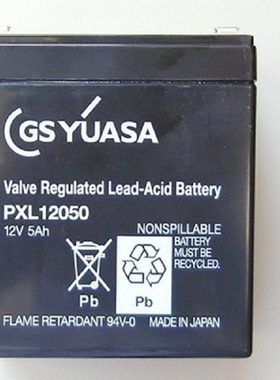 GS YUASA
Valve Regulated Lead-Acid Battery
PXL12050
12V 5Ah
NONSPILLABLE
BATTERY
MUST BE
RECYCLED.
Pb
Pb
FLAME RETARDANT 94V-0
MADE IN JAPAN